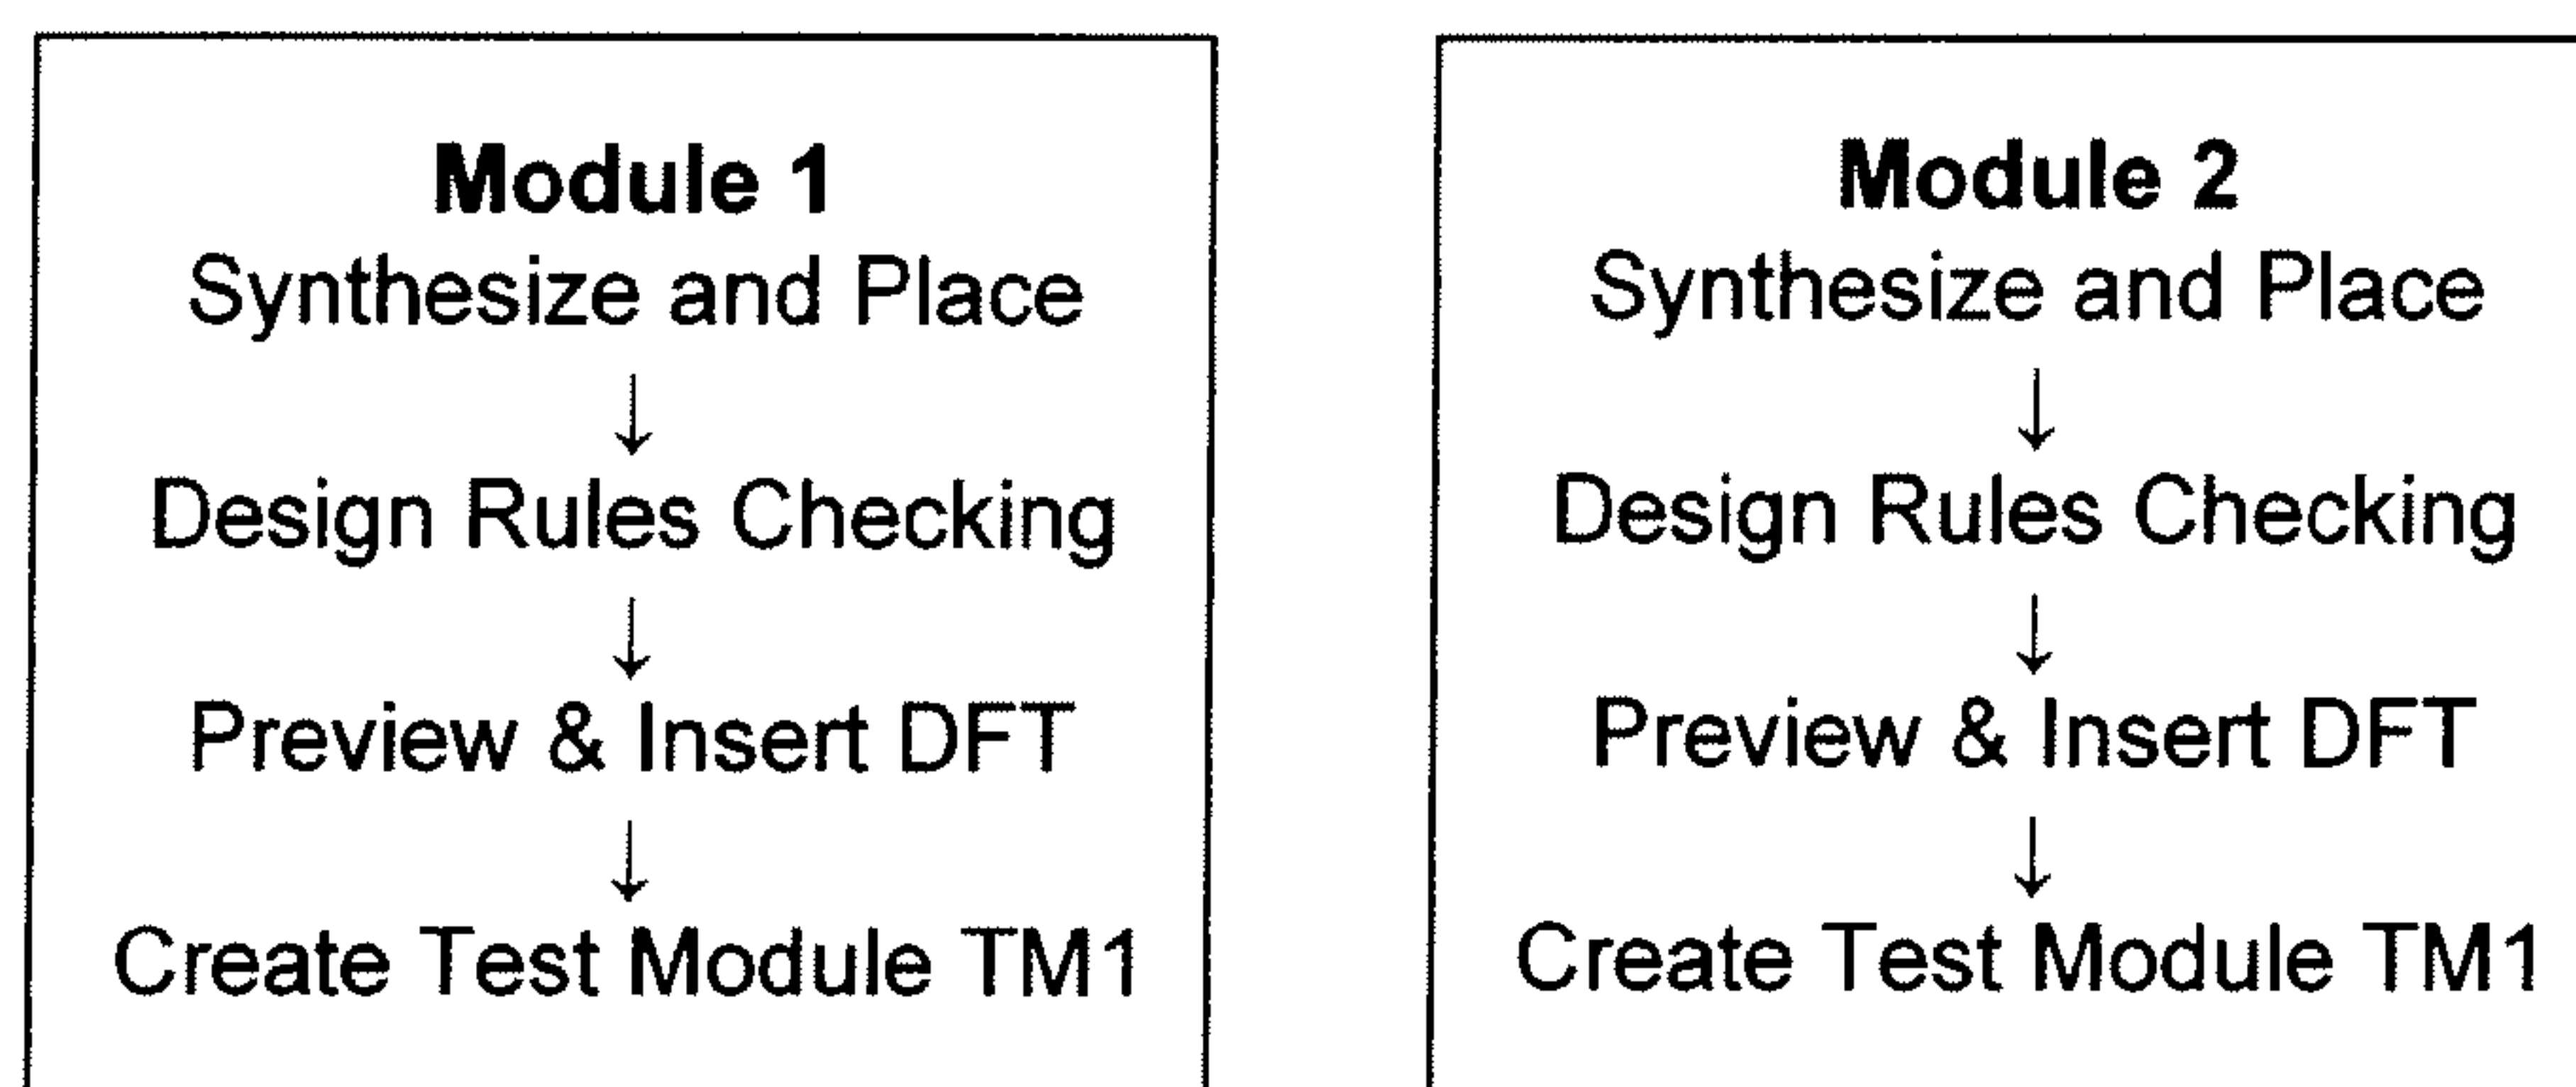 Module 1
Synthesize and Place
↓
Design Rules Checking
↓
Preview & Insert DFT
↓
Create Test Module TM1
Module 2
Synthesize and Place
↓
Design Rules Checking
↓
Preview & Insert DFT
↓
Create Test Module TM1